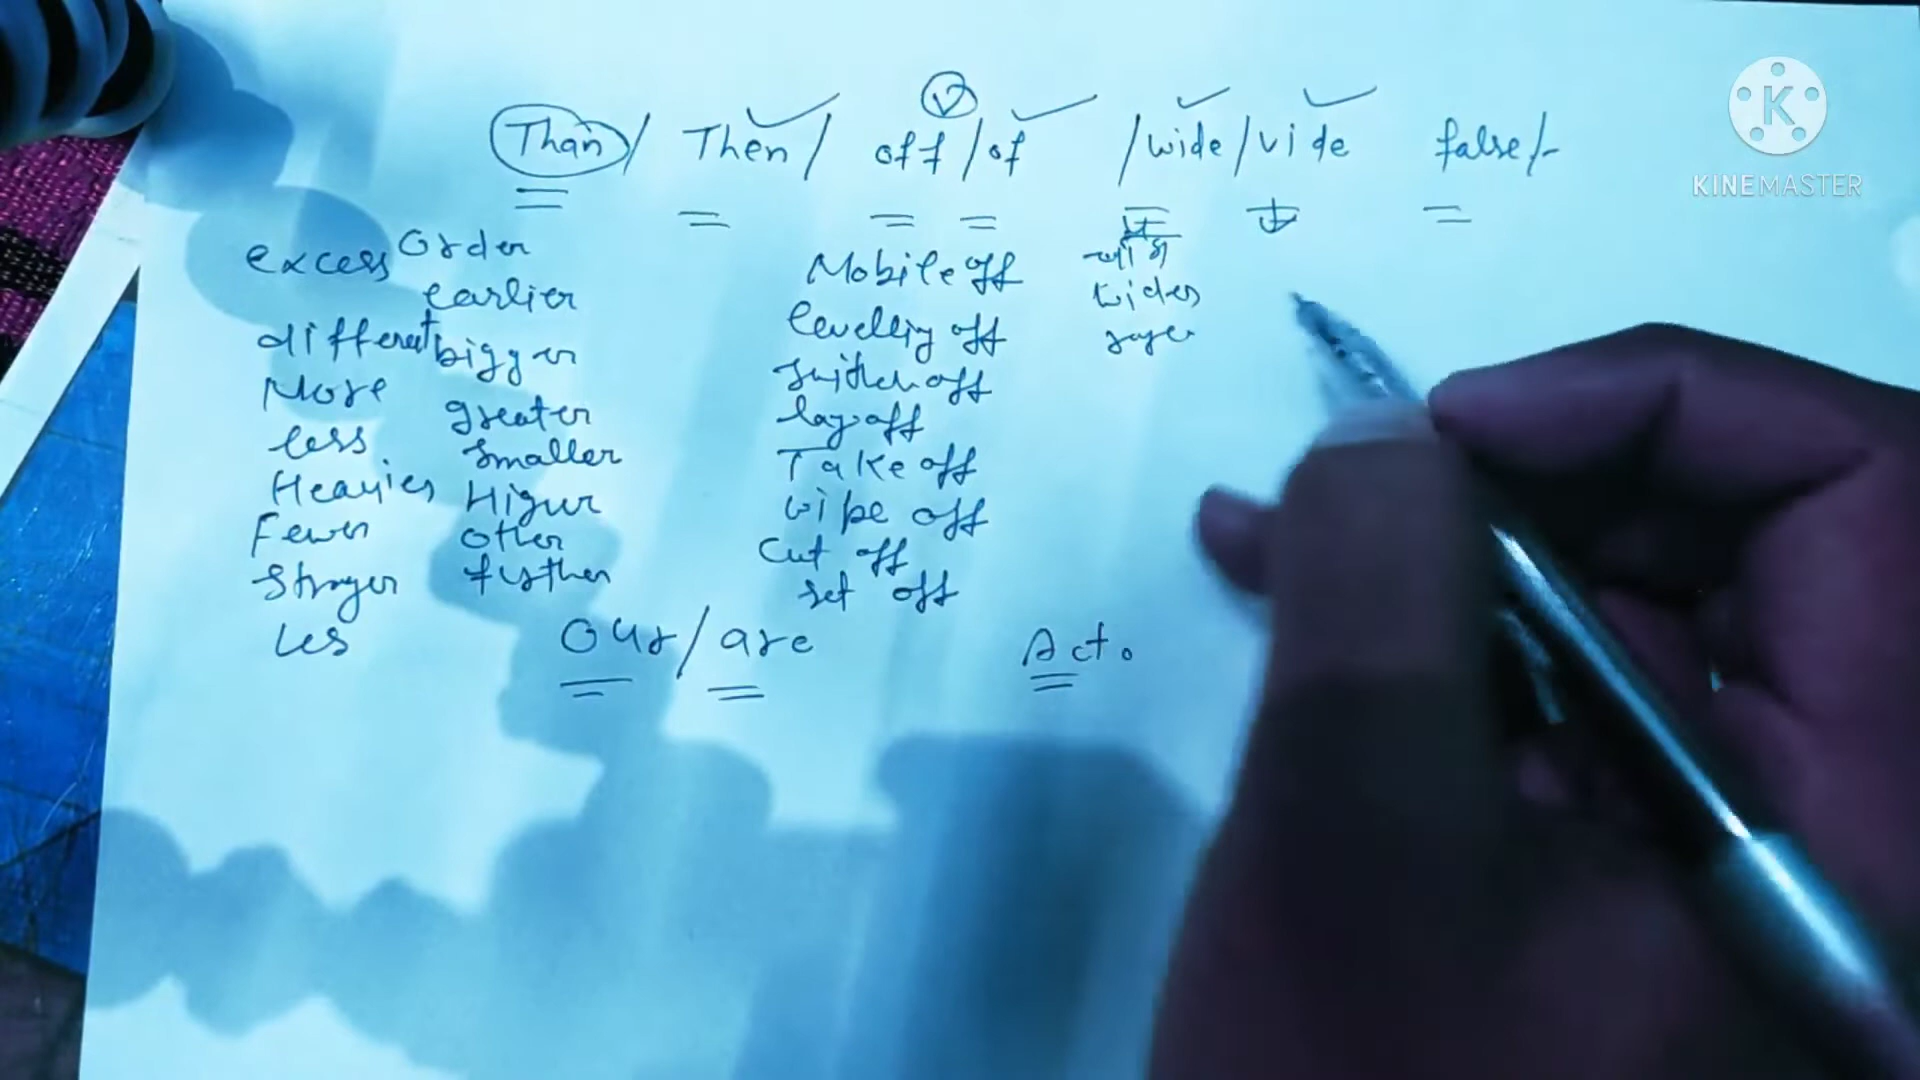 Than / Then / off / of / wide / vide false /-
excess order
earlier
different bigger
More
greater
less
smaller
Heavier Higher
Fewer other
Stronger further
Les
Mobile off
levelling off
Switch off
lay off
Take off
wipe off
Cut off
set off
wider
Our / are
Act.
KINEMASTER